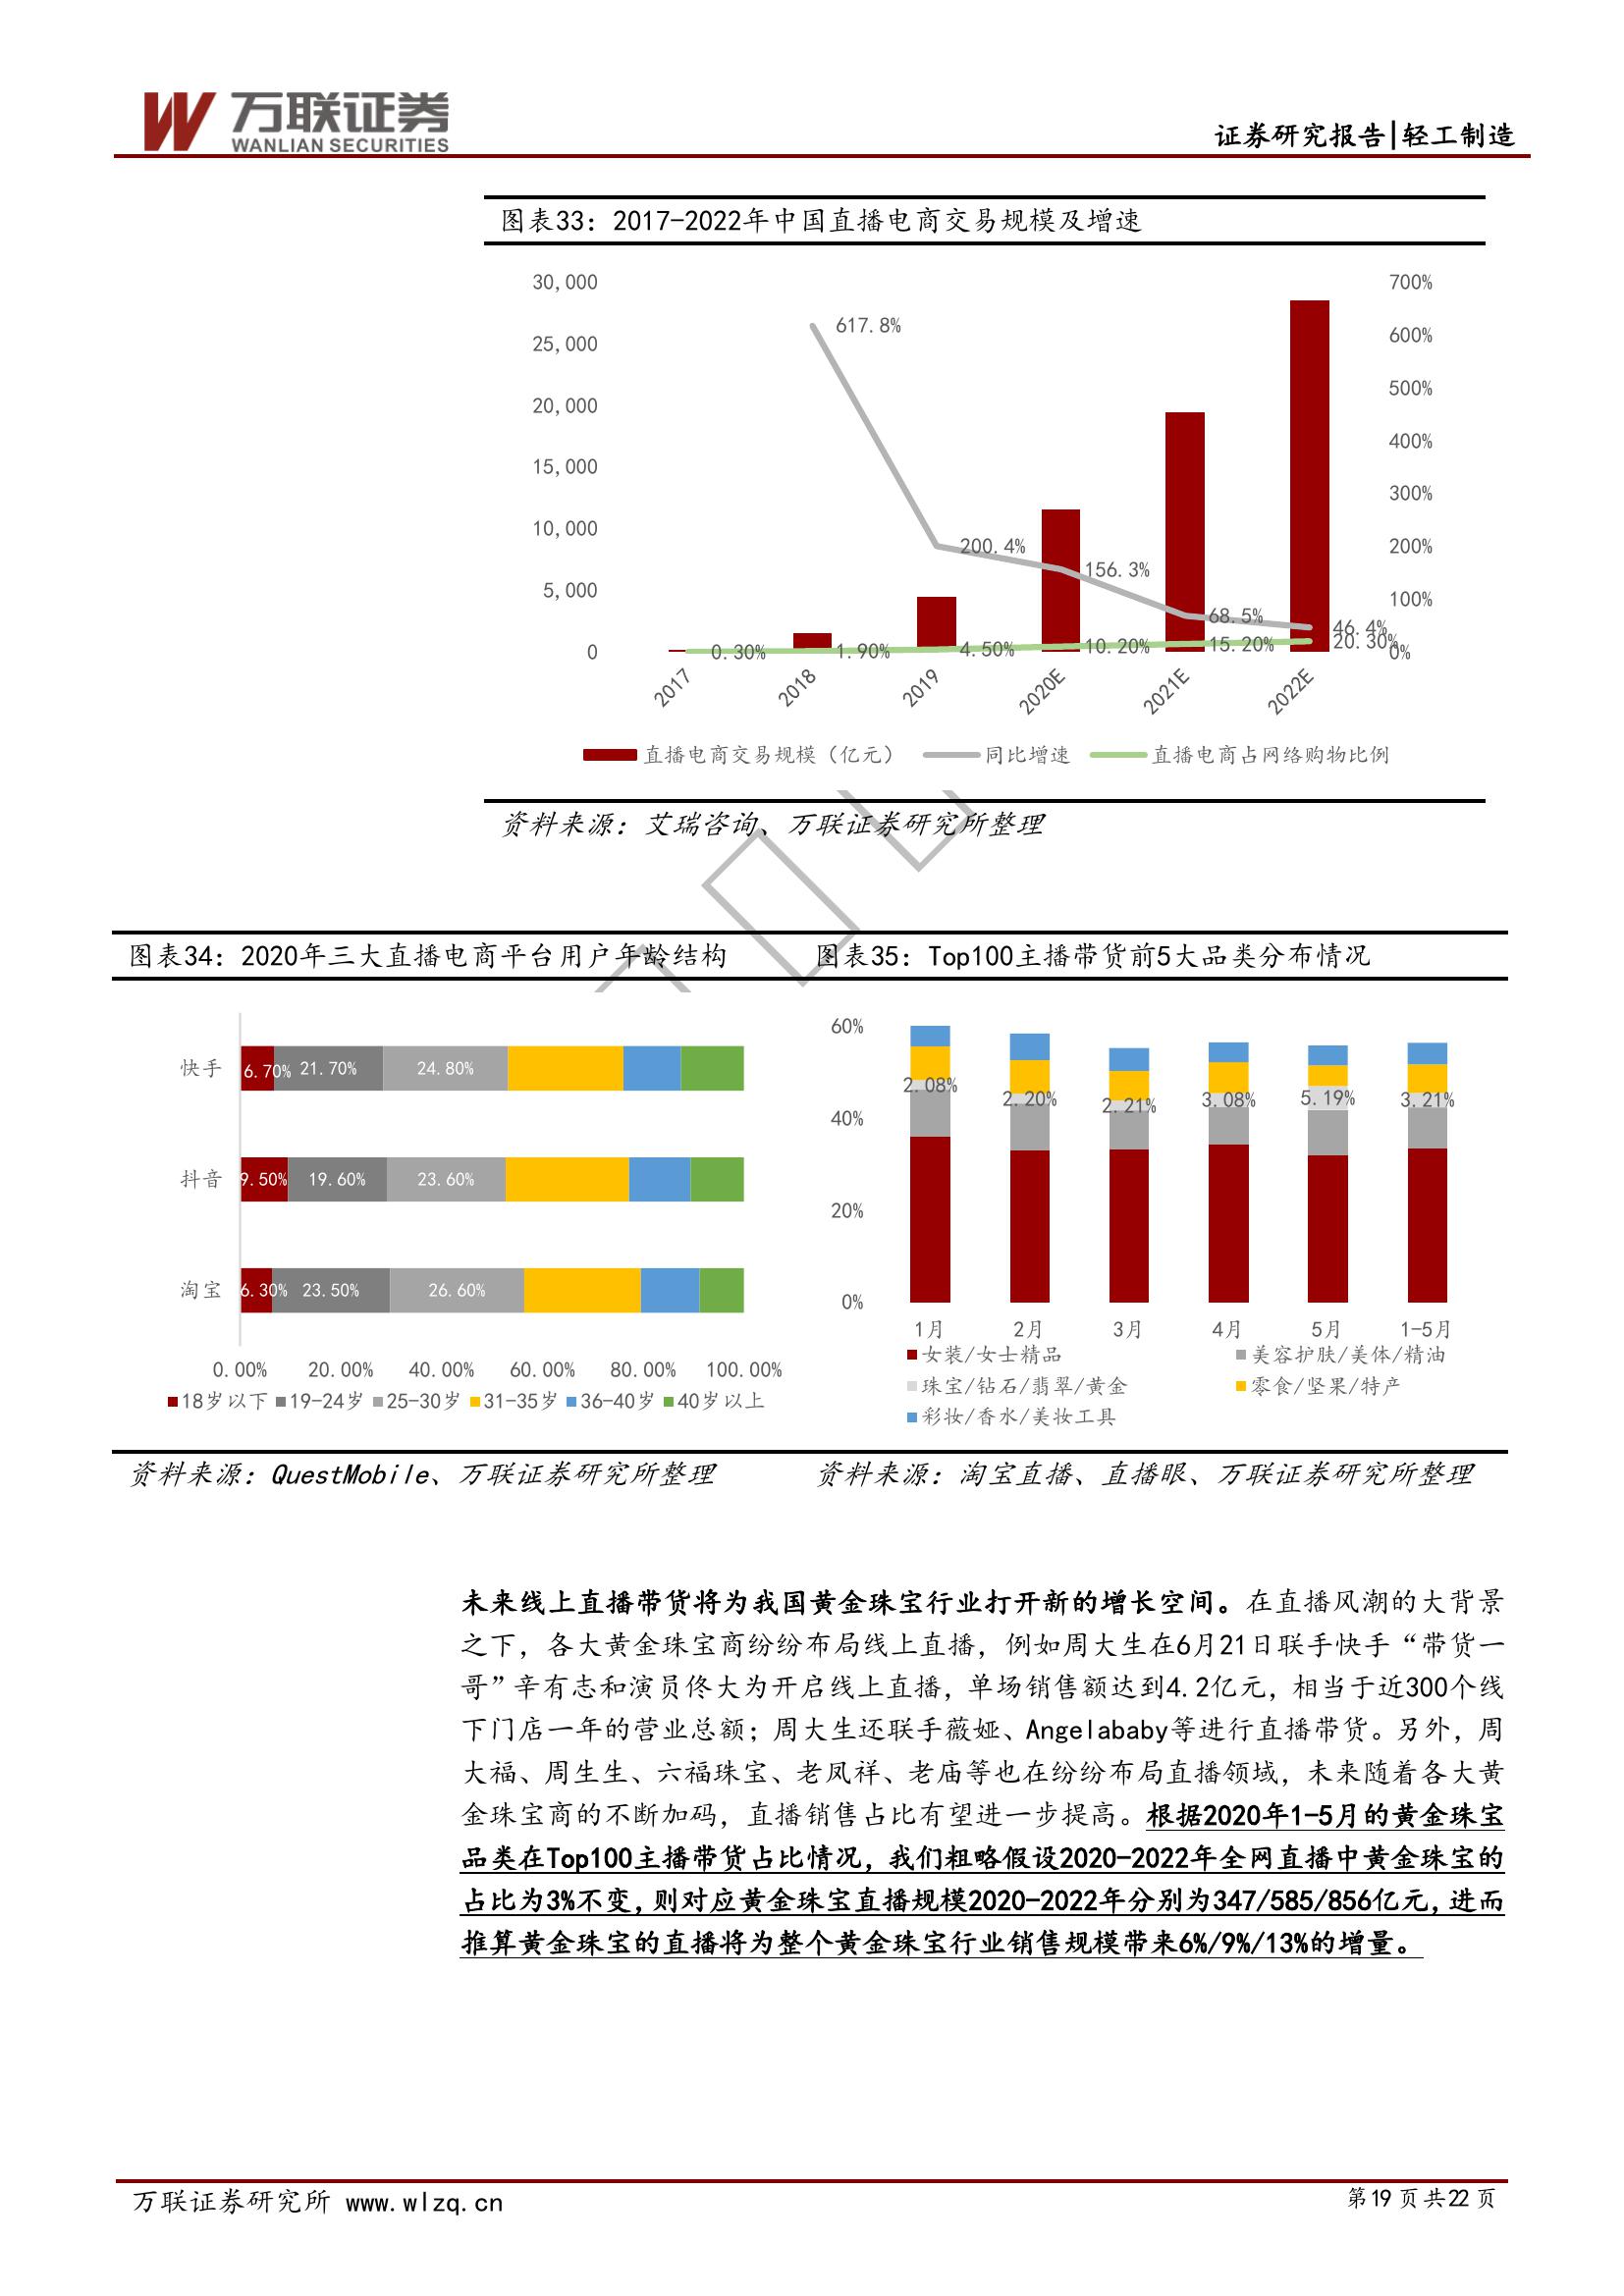 万联证券
WANLIAN SECURITIES
证券研究报告|轻工制造
图表33：2017-2022年中国直播电商交易规模及增速
30,000
25,000
20,000
15,000
10,000
5,000
0
700%
600%
500%
400%
300%
200%
100%
0%
617.8%
200.4%
156.3%
68.5%
46.4%
0.30%
1.90%
4.50%
10.20%
15.20%
20.30%
2017
2018
2019
2020E
2021E
2022E
直播电商交易规模（亿元）
同比增速
直播电商占网络购物比例
资料来源：艾瑞咨询、万联证券研究所整理
图表34：2020年三大直播电商平台用户年龄结构
快手
6.70%
21.70%
24.80%
抖音
9.50%
19.60%
23.60%
淘宝
6.30%
23.50%
26.60%
0.00%
20.00%
40.00%
60.00%
80.00%
100.00%
18岁以下
19-24岁
25-30岁
31-35岁
36-40岁
40岁以上
资料来源：QuestMobile、万联证券研究所整理
图表35：Top100主播带货前5大品类分布情况
60%
40%
20%
0%
2.08%
2.20%
2.21%
3.08%
5.19%
3.21%
1月
2月
3月
4月
5月
1-5月
女装/女士精品
美容护肤/美体/精油
珠宝/钻石/翡翠/黄金
零食/坚果/特产
彩妆/香水/美妆工具
资料来源：淘宝直播、直播眼、万联证券研究所整理
未来线上直播带货将为我国黄金珠宝行业打开新的增长空间。在直播风潮的大背景
之下，各大黄金珠宝商纷纷布局线上直播，例如周大生在6月21日联手快手“带货一
哥”辛有志和演员佟大为开启线上直播，单场销售额达到4.2亿元，相当于近300个线
下门店一年的营业总额；周大生还联手薇娅、Angelababy等进行直播带货。另外，周
大福、周生生、六福珠宝、老凤祥、老庙等也在纷纷布局直播领域，未来随着各大黄
金珠宝商的不断加码，直播销售占比有望进一步提高。根据2020年1-5月的黄金珠宝
品类在Top100主播带货占比情况，我们粗略假设2020-2022年全网直播中黄金珠宝的
占比为3%不变，则对应黄金珠宝直播规模2020-2022年分别为347/585/856亿元，进而
推算黄金珠宝的直播将为整个黄金珠宝行业销售规模带来6%/9%/13%的增量。
万联证券研究所 www.wlzq.cn
第19页共22页